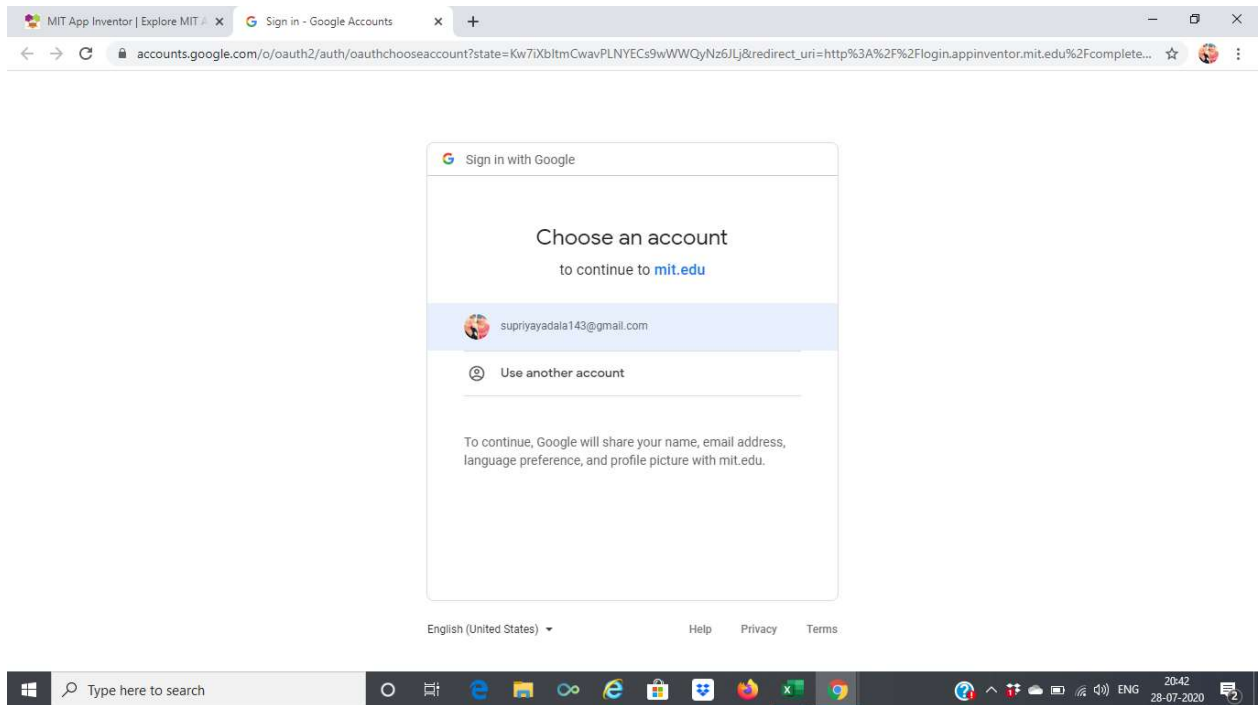 MIT App Inventor | Explore MIT A
Sign in - Google Accounts
accounts.google.com/o/oauth2/auth/oauthchooseaccount?state=Kw7iXbltmCwavPLNYECs9wWWQyNz6JLj&redirect_uri=http%3A%2F%2Flogin.appinventor.mit.edu%2Fcomplete...
Sign in with Google
Choose an account
to continue to mit.edu
supriyayadala143@gmail.com
Use another account
To continue, Google will share your name, email address,
language preference, and profile picture with mit.edu.
English (United States)
Help Privacy Terms
Type here to search
ENG
20:42
28-07-2020
2